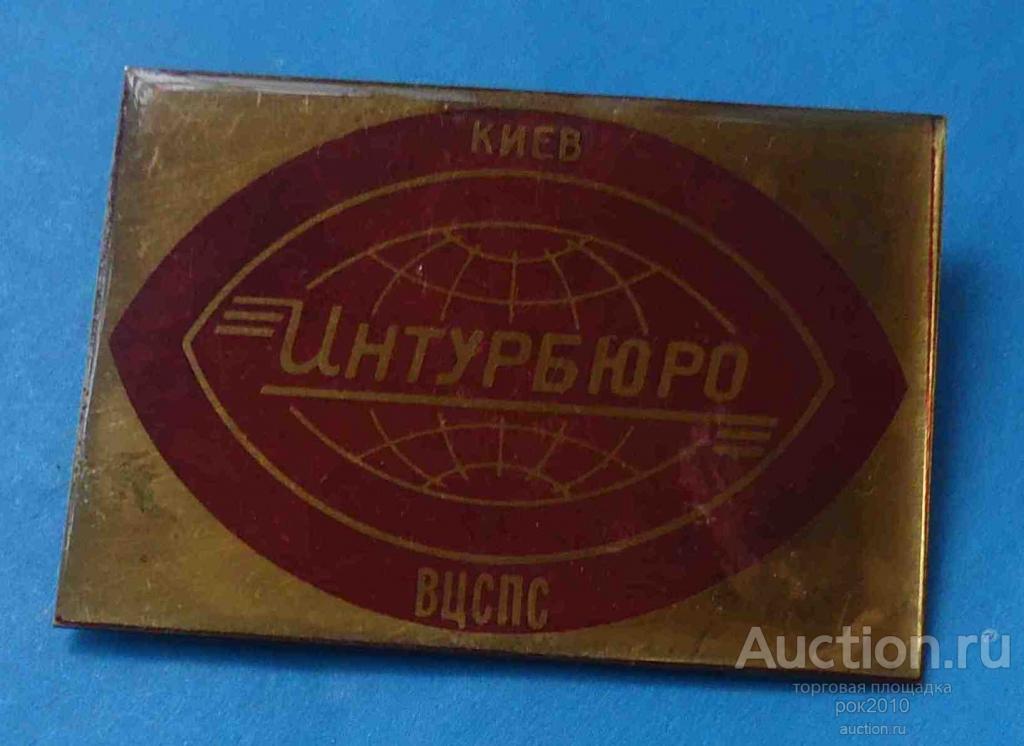 КИЕВ
ИНТУРБЮРО
ВЦСПС
Auction.ru
торговая площадка
рок2010
auction.ru